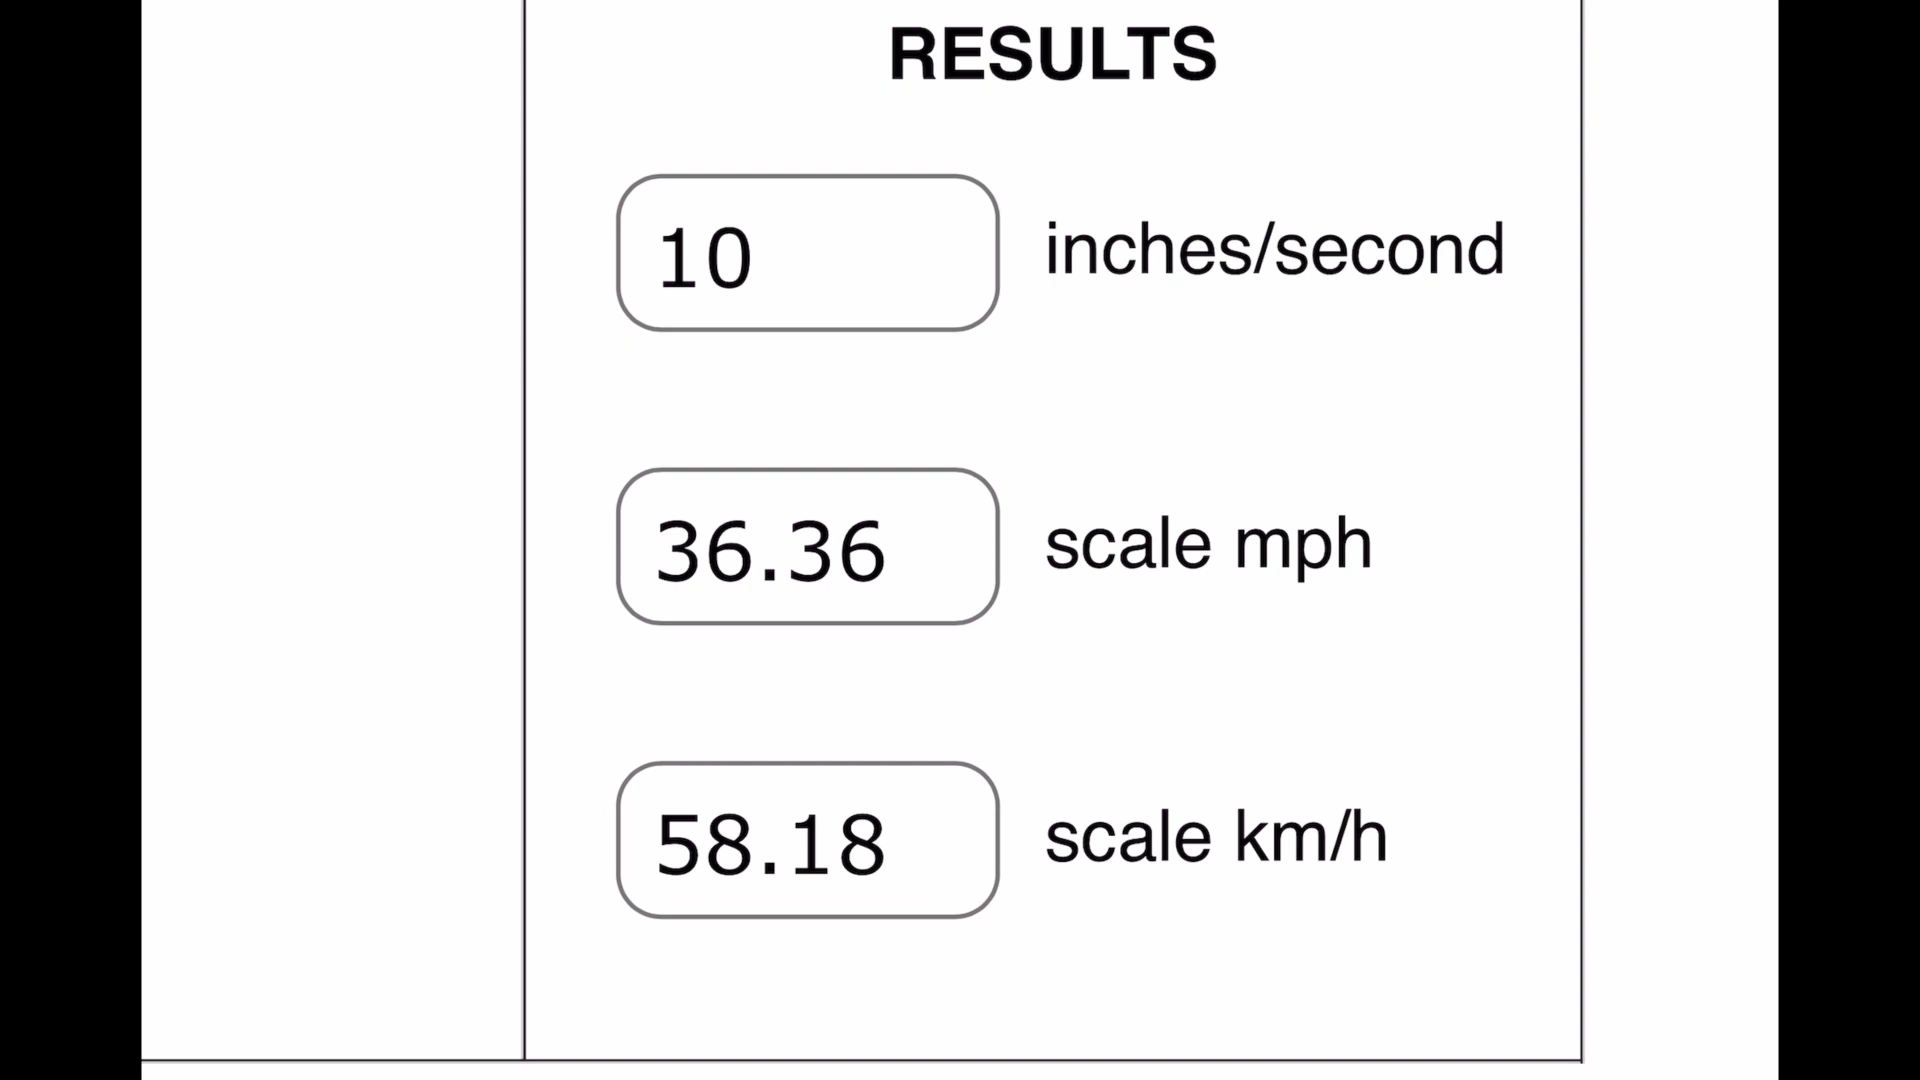 RESULTS
10 inches/second
36.36 scale mph
58.18 scale km/h